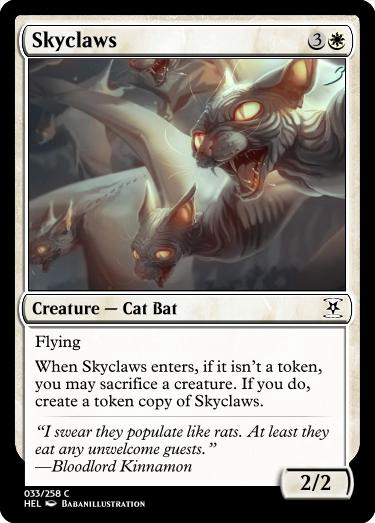 Skyclaws 3
Creature — Cat Bat
Flying
When Skyclaws enters, if it isn't a token,
you may sacrifice a creature. If you do,
create a token copy of Skyclaws.
“I swear they populate like rats. At least they
eat any unwelcome guests.”
—Bloodlord Kinnamon
2/2
033/258 C
HEL Babanillustration